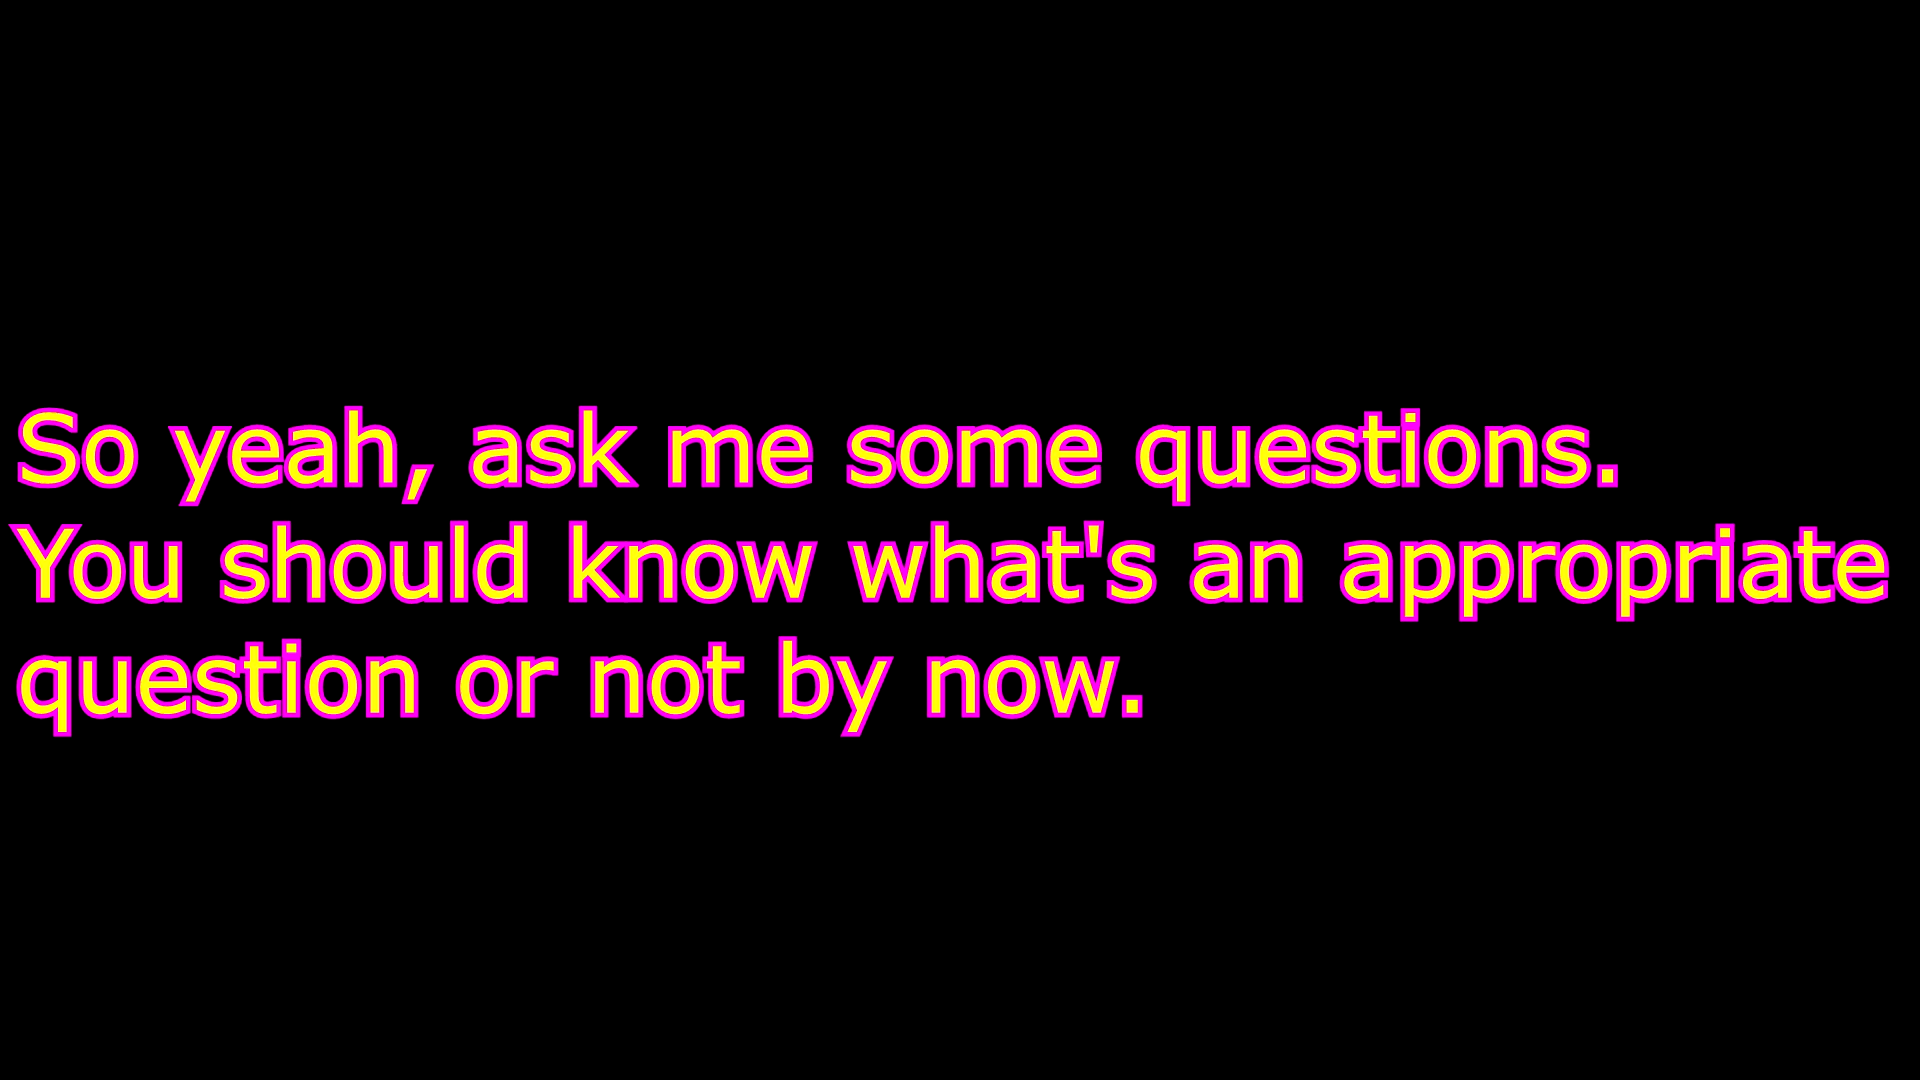 So yeah, ask me some questions.
You should know what's an appropriate
question or not by now.